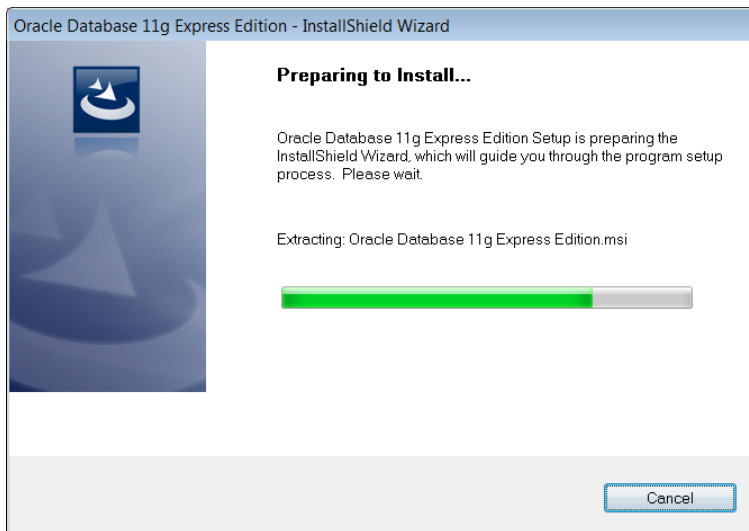 Oracle Database 11g Express Edition - InstallShield Wizard
Preparing to Install...
Oracle Database 11g Express Edition Setup is preparing the
InstallShield Wizard, which will guide you through the program setup
process. Please wait.
Extracting: Oracle Database 11g Express Edition.msi
Cancel